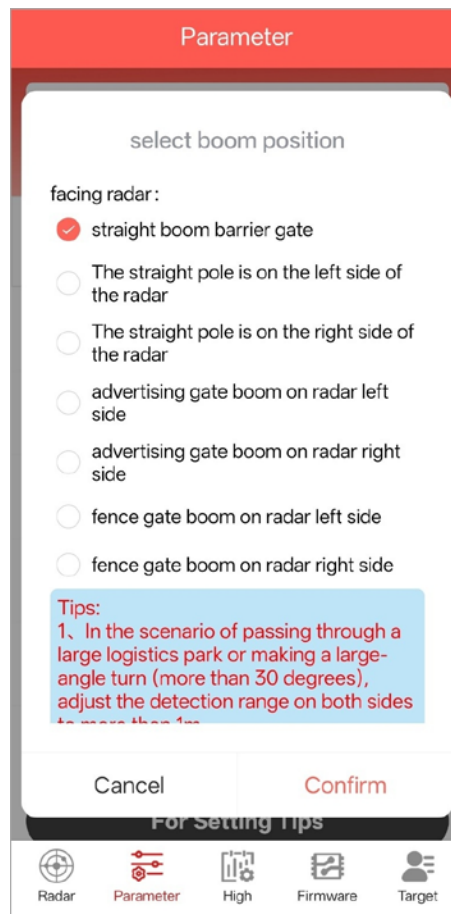 Parameter
select boom position
facing radar:
straight boom barrier gate
The straight pole is on the left side of
the radar
The straight pole is on the right side of
the radar
advertising gate boom on radar left
side
advertising gate boom on radar right
side
fence gate boom on radar left side
fence gate boom on radar right side
Tips:
1、In the scenario of passing through a
large logistics park or making a large-
angle turn (more than 30 degrees),
adjust the detection range on both sides
to more than 1m
Cancel
Confirm
For Setting Tips
Radar
Parameter
High
Firmware
Target